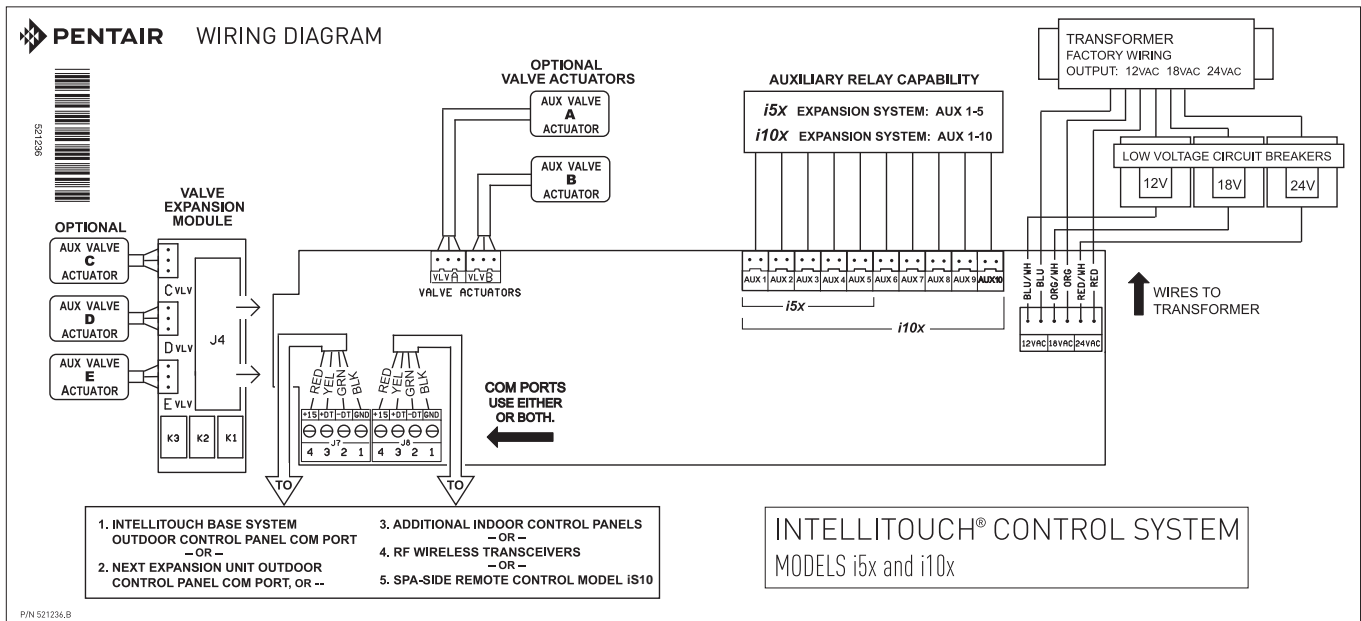 PENTAIR WIRING DIAGRAM
521236
OPTIONAL
VALVE ACTUATORS
AUX VALVE
A
ACTUATOR
AUX VALVE
B
ACTUATOR
AUXILIARY RELAY CAPABILITY
i5x EXPANSION SYSTEM: AUX 1-5
i10x EXPANSION SYSTEM: AUX 1-10
TRANSFORMER
FACTORY WIRING
OUTPUT: 12VAC 18VAC 24VAC
LOW VOLTAGE CIRCUIT BREAKERS
12V 18V 24V
VALVE
EXPANSION
MODULE
OPTIONAL
AUX VALVE
C
ACTUATOR
AUX VALVE
D
ACTUATOR
AUX VALVE
E
ACTUATOR
C VLV
D VLV
E VLV
J4
K3 K2 K1
VLVA VLVB
VALVE ACTUATORS
AUX 1 AUX 2 AUX 3 AUX 4 AUX 5 AUX 6 AUX 7 AUX 8 AUX 9 AUX10
i5x
i10x
BLU/WH BLU ORG/WH ORG RED/WH RED
12VAC 18VAC 24VAC
WIRES TO
TRANSFORMER
RED YEL GRN BLK RED YEL GRN BLK
+15 +DT -DT GND +15 +DT -DT GND
J7 J8
4 3 2 1 4 3 2 1
COM PORTS
USE EITHER
OR BOTH.
TO TO
1. INTELLITOUCH BASE SYSTEM
OUTDOOR CONTROL PANEL COM PORT
– OR –
2. NEXT EXPANSION UNIT OUTDOOR
CONTROL PANEL COM PORT, OR --
3. ADDITIONAL INDOOR CONTROL PANELS
– OR –
4. RF WIRELESS TRANSCEIVERS
– OR –
5. SPA-SIDE REMOTE CONTROL MODEL iS10
INTELLITOUCH® CONTROL SYSTEM
MODELS i5x and i10x
P/N 521236.B